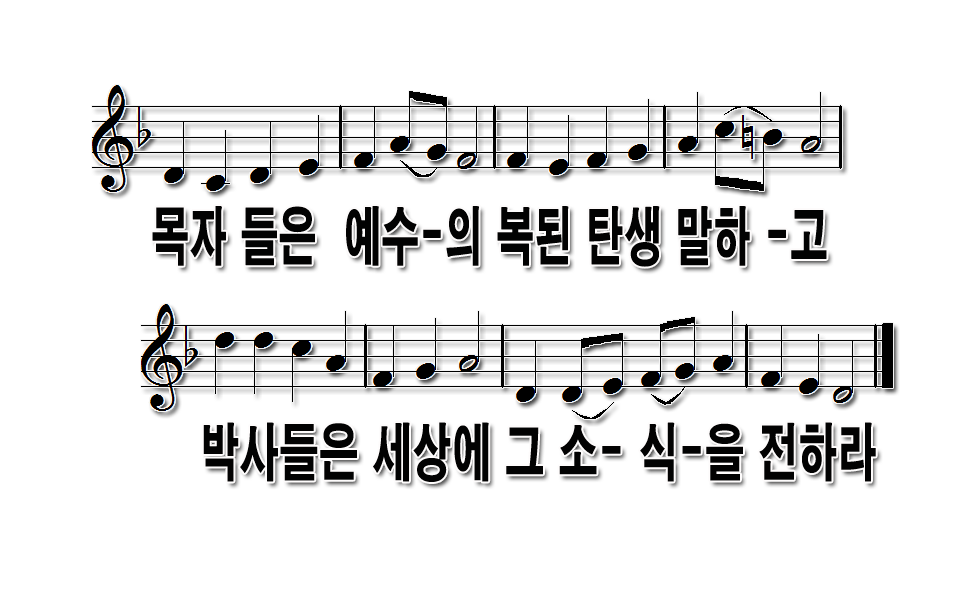 목자 들은 예수-의 복된 탄생 말하 -고
박사들은 세상에 그 소- 식-을 전하라